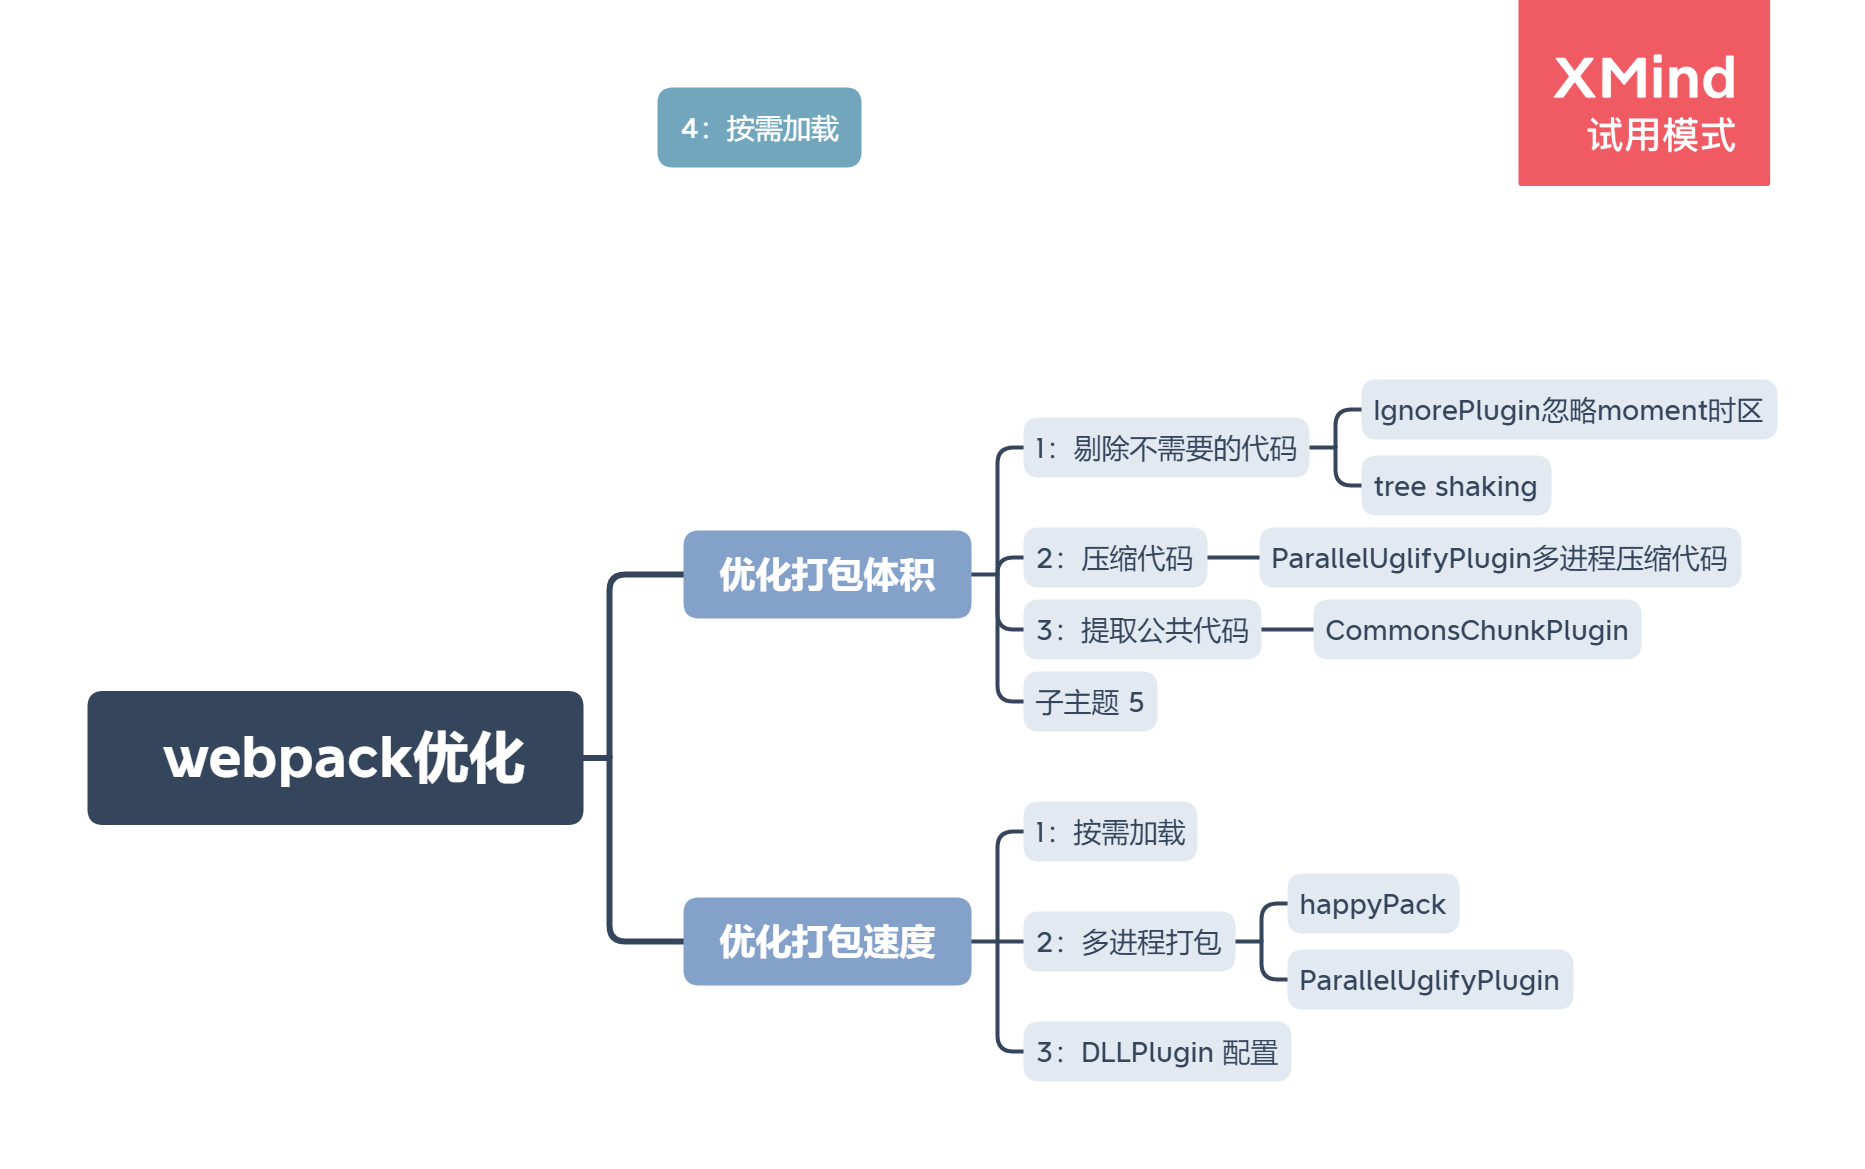 XMind
试用模式
4：按需加载
webpack优化
优化打包体积
1：剔除不需要的代码
IgnorePlugin忽略moment时区
tree shaking
2：压缩代码
ParallelUglifyPlugin多进程压缩代码
3：提取公共代码
CommonsChunkPlugin
子主题 5
优化打包速度
1：按需加载
2：多进程打包
happyPack
ParallelUglifyPlugin
3：DLLPlugin 配置